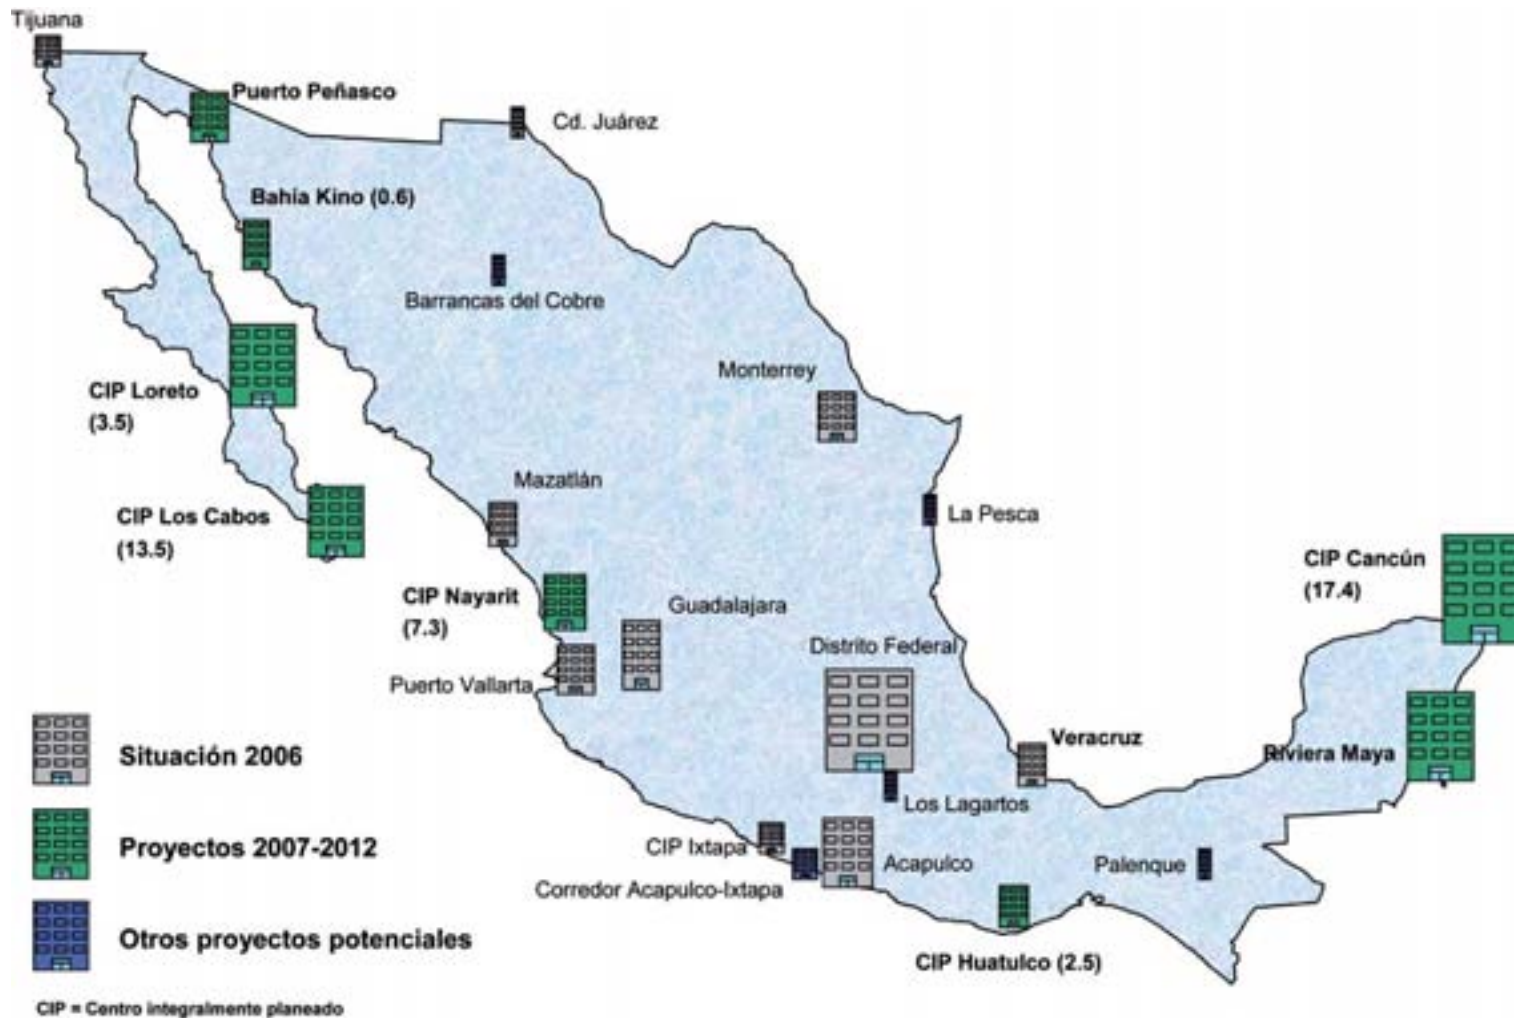 Tijuana
Puerto Peñasco
Cd. Juárez
Bahía Kino (0.6)
Barrancas del Cobre
Monterrey
CIP Loreto
(3.5)
Mazatlán
La Pesca
CIP Los Cabos
(13.5)
CIP Cancún
(17.4)
CIP Nayarit
(7.3)
Guadalajara
Distrito Federal
Puerto Vallarta
Veracruz
Riviera Maya
Situación 2006
Los Lagartos
CIP Ixtapa
Acapulco
Palenque
Corredor Acapulco-Ixtapa
Proyectos 2007-2012
Otros proyectos potenciales
CIP Huatulco (2.5)
CIP = Centro integralmente planeado